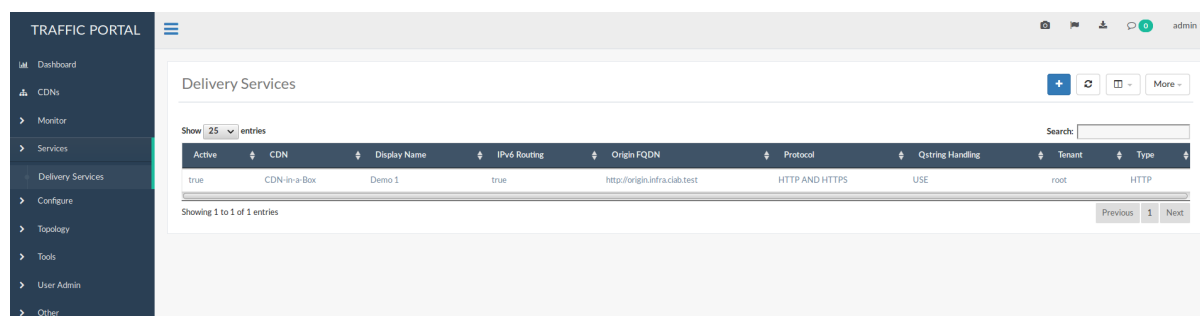 TRAFFIC PORTAL
0
admin
Dashboard
CDNs
Monitor
Services
Delivery Services
Configure
Topology
Tools
User Admin
Other
Delivery Services
More
Show 25 entries
Search:
Active CDN Display Name IPv6 Routing Origin FQDN Protocol Qstring Handling Tenant Type
true CDN-in-a-Box Demo 1 true http://origin.infra.ciab.test HTTP AND HTTPS USE root HTTP
Showing 1 to 1 of 1 entries
Previous 1 Next